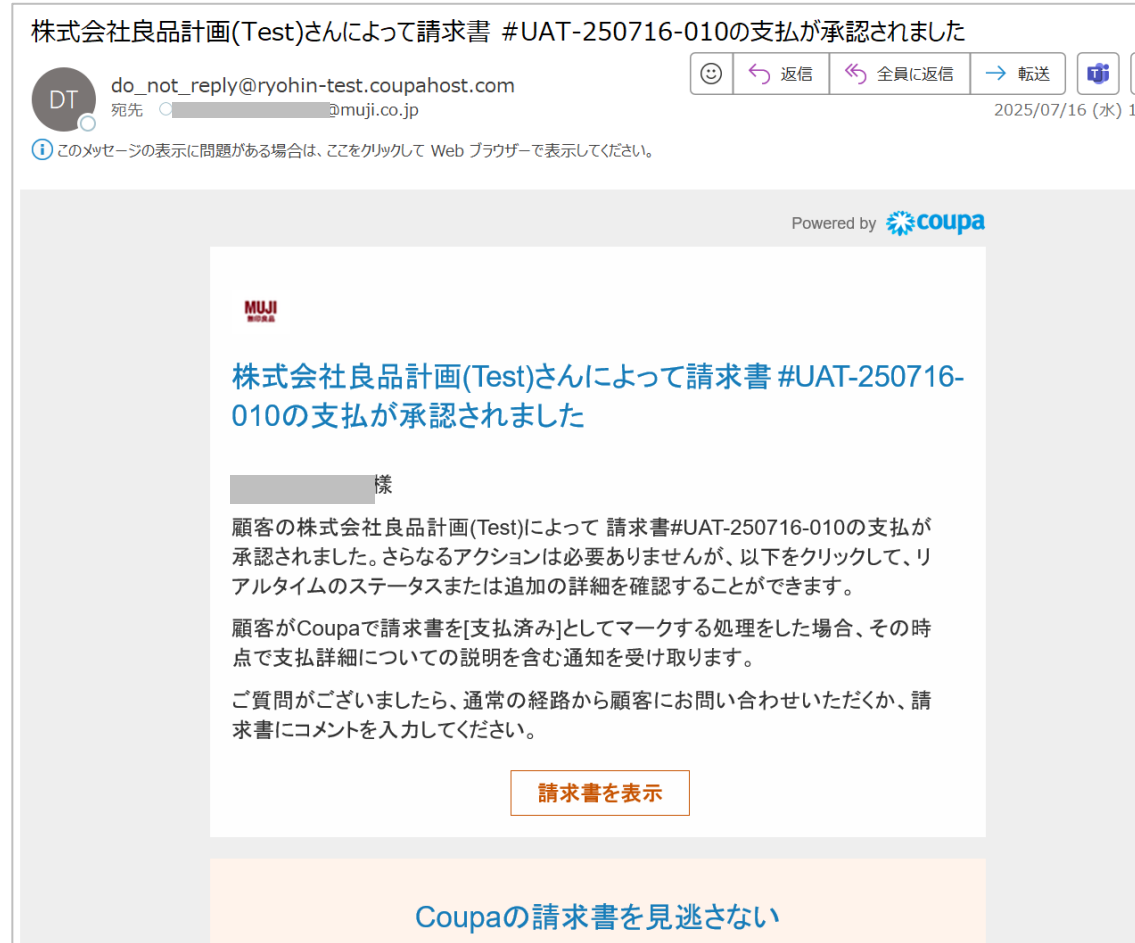 株式会社良品計画(Test)さんによって請求書 #UAT-250716-010の支払が承認されました
DT
do_not_reply@ryohin-test.coupahost.com
返信
全員に返信
転送
宛先 @muji.co.jp
2025/07/16 (水) 1
このメッセージの表示に問題がある場合は、ここをクリックして Web ブラウザーで表示してください。
Powered by coupa
MUJI
無印良品
株式会社良品計画(Test)さんによって請求書 #UAT-250716-
010の支払が承認されました
様
顧客の株式会社良品計画(Test)によって 請求書#UAT-250716-010の支払が
承認されました。さらなるアクションは必要ありませんが、以下をクリックして、リ
アルタイムのステータスまたは追加の詳細を確認することができます。
顧客がCoupaで請求書を[支払済み]としてマークする処理をした場合、その時
点で支払詳細についての説明を含む通知を受け取ります。
ご質問がございましたら、通常の経路から顧客にお問い合わせいただくか、請
求書にコメントを入力してください。
請求書を表示
Coupaの請求書を見逃さない